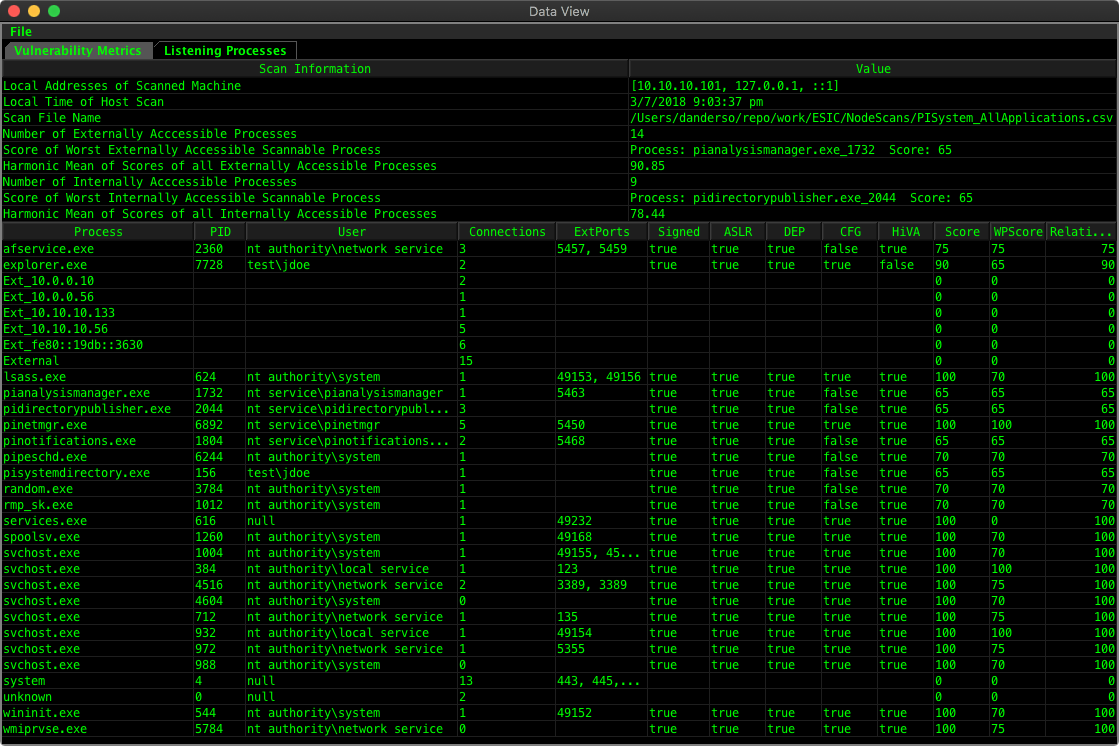 Data View
File
Vulnerability Metrics Listening Processes
Scan Information Value
Local Addresses of Scanned Machine [10.10.10.101, 127.0.0.1, ::1]
Local Time of Host Scan 3/7/2018 9:03:37 pm
Scan File Name /Users/danderso/repo/work/ESIC/NodeScans/PISystem_AllApplications.csv
Number of Externally Acccessible Processes 14
Score of Worst Externally Accessible Scannable Process Process: pianalysismanager.exe_1732 Score: 65
Harmonic Mean of Scores of all Externally Accessible Processes 90.85
Number of Internally Acccessible Processes 9
Score of Worst Internally Accessible Scannable Process Process: pidirectorypublisher.exe_2044 Score: 65
Harmonic Mean of Scores of all Internally Accessible Processes 78.44
Process PID User Connections ExtPorts Signed ASLR DEP CFG HiVA Score WPScore Relati...
afservice.exe 2360 nt authority\network service 3 5457, 5459 true true true false true 75 75 75
explorer.exe 7728 test\jdoe 2 true true true true false 90 65 90
Ext_10.0.0.10 2 0 0 0
Ext_10.0.0.56 1 0 0 0
Ext_10.10.10.133 1 0 0 0
Ext_10.10.10.56 5 0 0 0
Ext_fe80::19db::3630 6 0 0 0
External 15 0 0 0
lsass.exe 624 nt authority\system 1 49153, 49156 true true true true true 100 70 100
pianalysismanager.exe 1732 nt service\pianalysismanager 1 5463 true true true false true 65 65 65
pidirectorypublisher.exe 2044 nt service\pidirectorypubl... 3 true true true false true 65 65 65
pinetmgr.exe 6892 nt service\pinetmgr 5 5450 true true true true true 100 100 100
pinotifications.exe 1804 nt service\pinotifications... 2 5468 true true true false true 65 65 65
pipeschd.exe 6244 nt authority\system 1 true true true false true 70 70 70
pisystemdirectory.exe 156 test\jdoe 1 true true true false true 65 65 65
random.exe 3784 nt authority\system 1 true true true false true 70 70 70
rmp_sk.exe 1012 nt authority\system 1 true true true false true 70 70 70
services.exe 616 null 1 49232 true true true true true 100 0 100
spoolsv.exe 1260 nt authority\system 1 49168 true true true true true 100 70 100
svchost.exe 1004 nt authority\system 1 49155, 45... true true true true true 100 70 100
svchost.exe 384 nt authority\local service 1 123 true true true true true 100 100 100
svchost.exe 4516 nt authority\network service 2 3389, 3389 true true true true true 100 75 100
svchost.exe 4604 nt authority\system 0 true true true true true 100 70 100
svchost.exe 712 nt authority\network service 1 135 true true true true true 100 75 100
svchost.exe 932 nt authority\local service 1 49154 true true true true true 100 100 100
svchost.exe 972 nt authority\network service 1 5355 true true true true true 100 75 100
svchost.exe 988 nt authority\system 0 true true true true true 100 70 100
system 4 null 13 443, 445,... 0 0 0
unknown 0 null 2 0 0 0
wininit.exe 544 nt authority\system 1 49152 true true true true true 100 70 100
wmiprvse.exe 5784 nt authority\network service 0 true true true true true 100 75 100